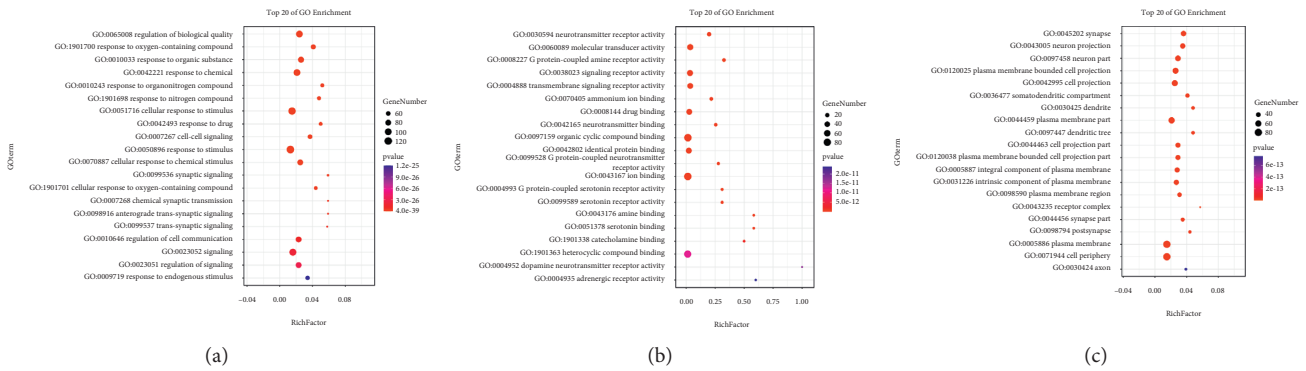 Top 20 of GO Enrichment
GO:0065008 regulation of biological quality
GO:1901700 response to oxygen-containing compound
GO:0010033 response to organic substance
GO:0042221 response to chemical
GO:0010243 response to organonitrogen compound
GO:1901698 response to nitrogen compound
GO:0051716 cellular response to stimulus
GO:0042493 response to drug
GO:0007267 cell-cell signaling
GO:0050896 response to stimulus
GO:0070887 cellular response to chemical stimulus
GO:0099536 synaptic signaling
GO:1901701 cellular response to oxygen-containing compound
GO:0007268 chemical synaptic transmission
GO:0098916 anterograde trans-synaptic signaling
GO:0099537 trans-synaptic signaling
GO:0010646 regulation of cell communication
GO:0023052 signaling
GO:0023051 regulation of signaling
GO:0009719 response to endogenous stimulus
GOterm
−0.04 0.00 0.04 0.08
RichFactor
GeneNumber
60
80
100
120
pvalue
1.2e-25
9.0e-26
6.0e-26
3.0e-26
4.0e-39
(a)
Top 20 of GO Enrichment
GO:0030594 neurotransmitter receptor activity
GO:0060089 molecular transducer activity
GO:0008227 G protein-coupled amine receptor activity
GO:0038023 signaling receptor activity
GO:0004888 transmembrane signaling receptor activity
GO:0070405 ammonium ion binding
GO:0008144 drug binding
GO:0042165 neurotransmitter binding
GO:0097159 organic cyclic compound binding
GO:0042802 identical protein binding
GO:0099528 G protein-coupled neurotransmitter
receptor activity
GO:0043167 ion binding
GO:0004993 G protein-coupled serotonin receptor activity
GO:0099589 serotonin receptor activity
GO:0043176 amine binding
GO:0051378 serotonin binding
GO:1901338 catecholamine binding
GO:1901363 heterocyclic compound binding
GO:0004952 dopamine neurotransmitter receptor activity
GO:0004935 adrenergic receptor activity
GOterm
0.00 0.25 0.50 0.75 1.00
RichFactor
GeneNumber
20
40
60
80
pvalue
2.0e-11
1.5e-11
1.0e-11
5.0e-12
(b)
Top 20 of GO Enrichment
GO:0045202 synapse
GO:0043005 neuron projection
GO:0097458 neuron part
GO:0120025 plasma membrane bounded cell projection
GO:0042995 cell projection
GO:0036477 somatodendritic compartment
GO:0030425 dendrite
GO:0044459 plasma membrane part
GO:0097447 dendritic tree
GO:0044463 cell projection part
GO:0120038 plasma membrane bounded cell projection part
GO:0005887 integral component of plasma membrane
GO:0031226 intrinsic component of plasma membrane
GO:0098590 plasma membrane region
GO:0043235 receptor complex
GO:0044456 synapse part
GO:0098794 postsynapse
GO:0005886 plasma membrane
GO:0071944 cell periphery
GO:0030424 axon
GOterm
−0.04 0.00 0.04 0.08
RichFactor
GeneNumber
40
60
80
pvalue
6e-13
4e-13
2e-13
(c)